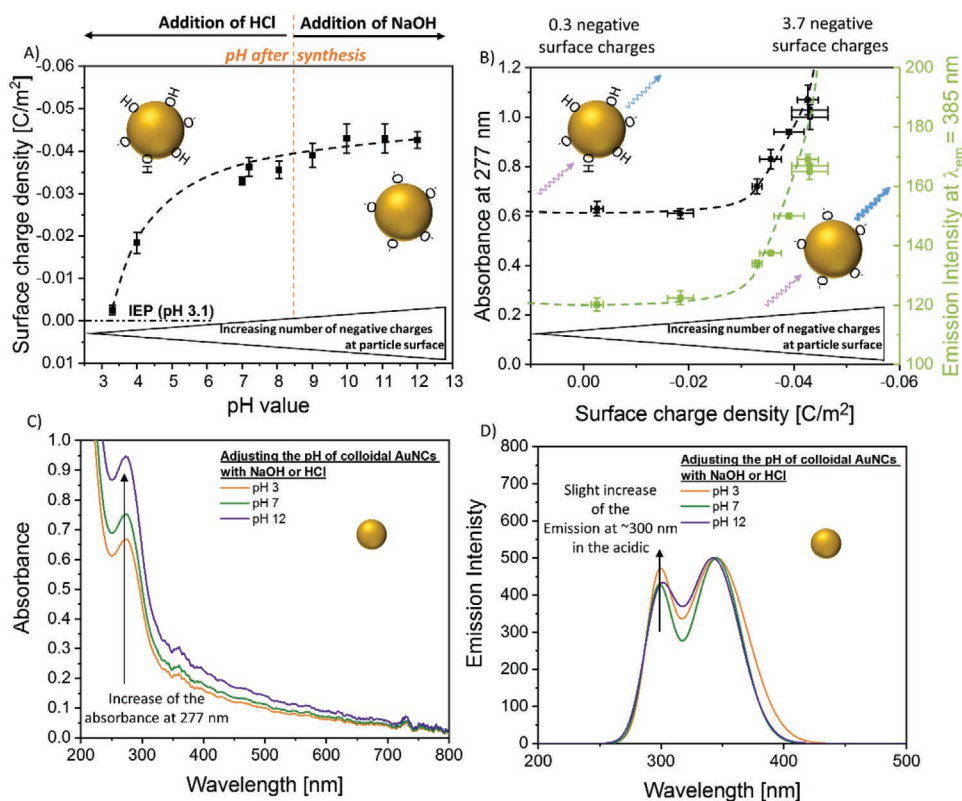 Addition of HCl
Addition of NaOH
A)
pH after synthesis
-0.06
-0.05
-0.04
-0.03
-0.02
-0.01
0.00
0.01
Surface charge density [C/m²]
HO
OH
O⁻
OH
HO
-O
IEP (pH 3.1)
Increasing number of negative charges
at particle surface
3 4 5 6 7 8 9 10 11 12 13
pH value
0.3 negative
surface charges
3.7 negative
surface charges
B)
1.2
1.0
0.8
0.6
0.4
0.2
0.0
Absorbance at 277 nm
200
180
160
140
120
100
Emission Intensity at λem = 385 nm
Increasing number of negative charges
at particle surface
0.00 -0.02 -0.04 -0.06
Surface charge density [C/m²]
C)
1.0
0.9
0.8
0.7
0.6
0.5
0.4
0.3
0.2
0.1
0.0
Absorbance
Adjusting the pH of colloidal AuNCs
with NaOH or HCl
pH 3
pH 7
pH 12
Increase of the
absorbance at 277 nm
200 300 400 500 600 700 800
Wavelength [nm]
D)
800
700
600
500
400
300
200
100
0
Emission Intenisty
Slight increase
of the
Emission at ~300 nm
in the acidic
Adjusting the pH of colloidal AuNCs
with NaOH or HCl
pH 3
pH 7
pH 12
200 300 400 500
Wavelength [nm]